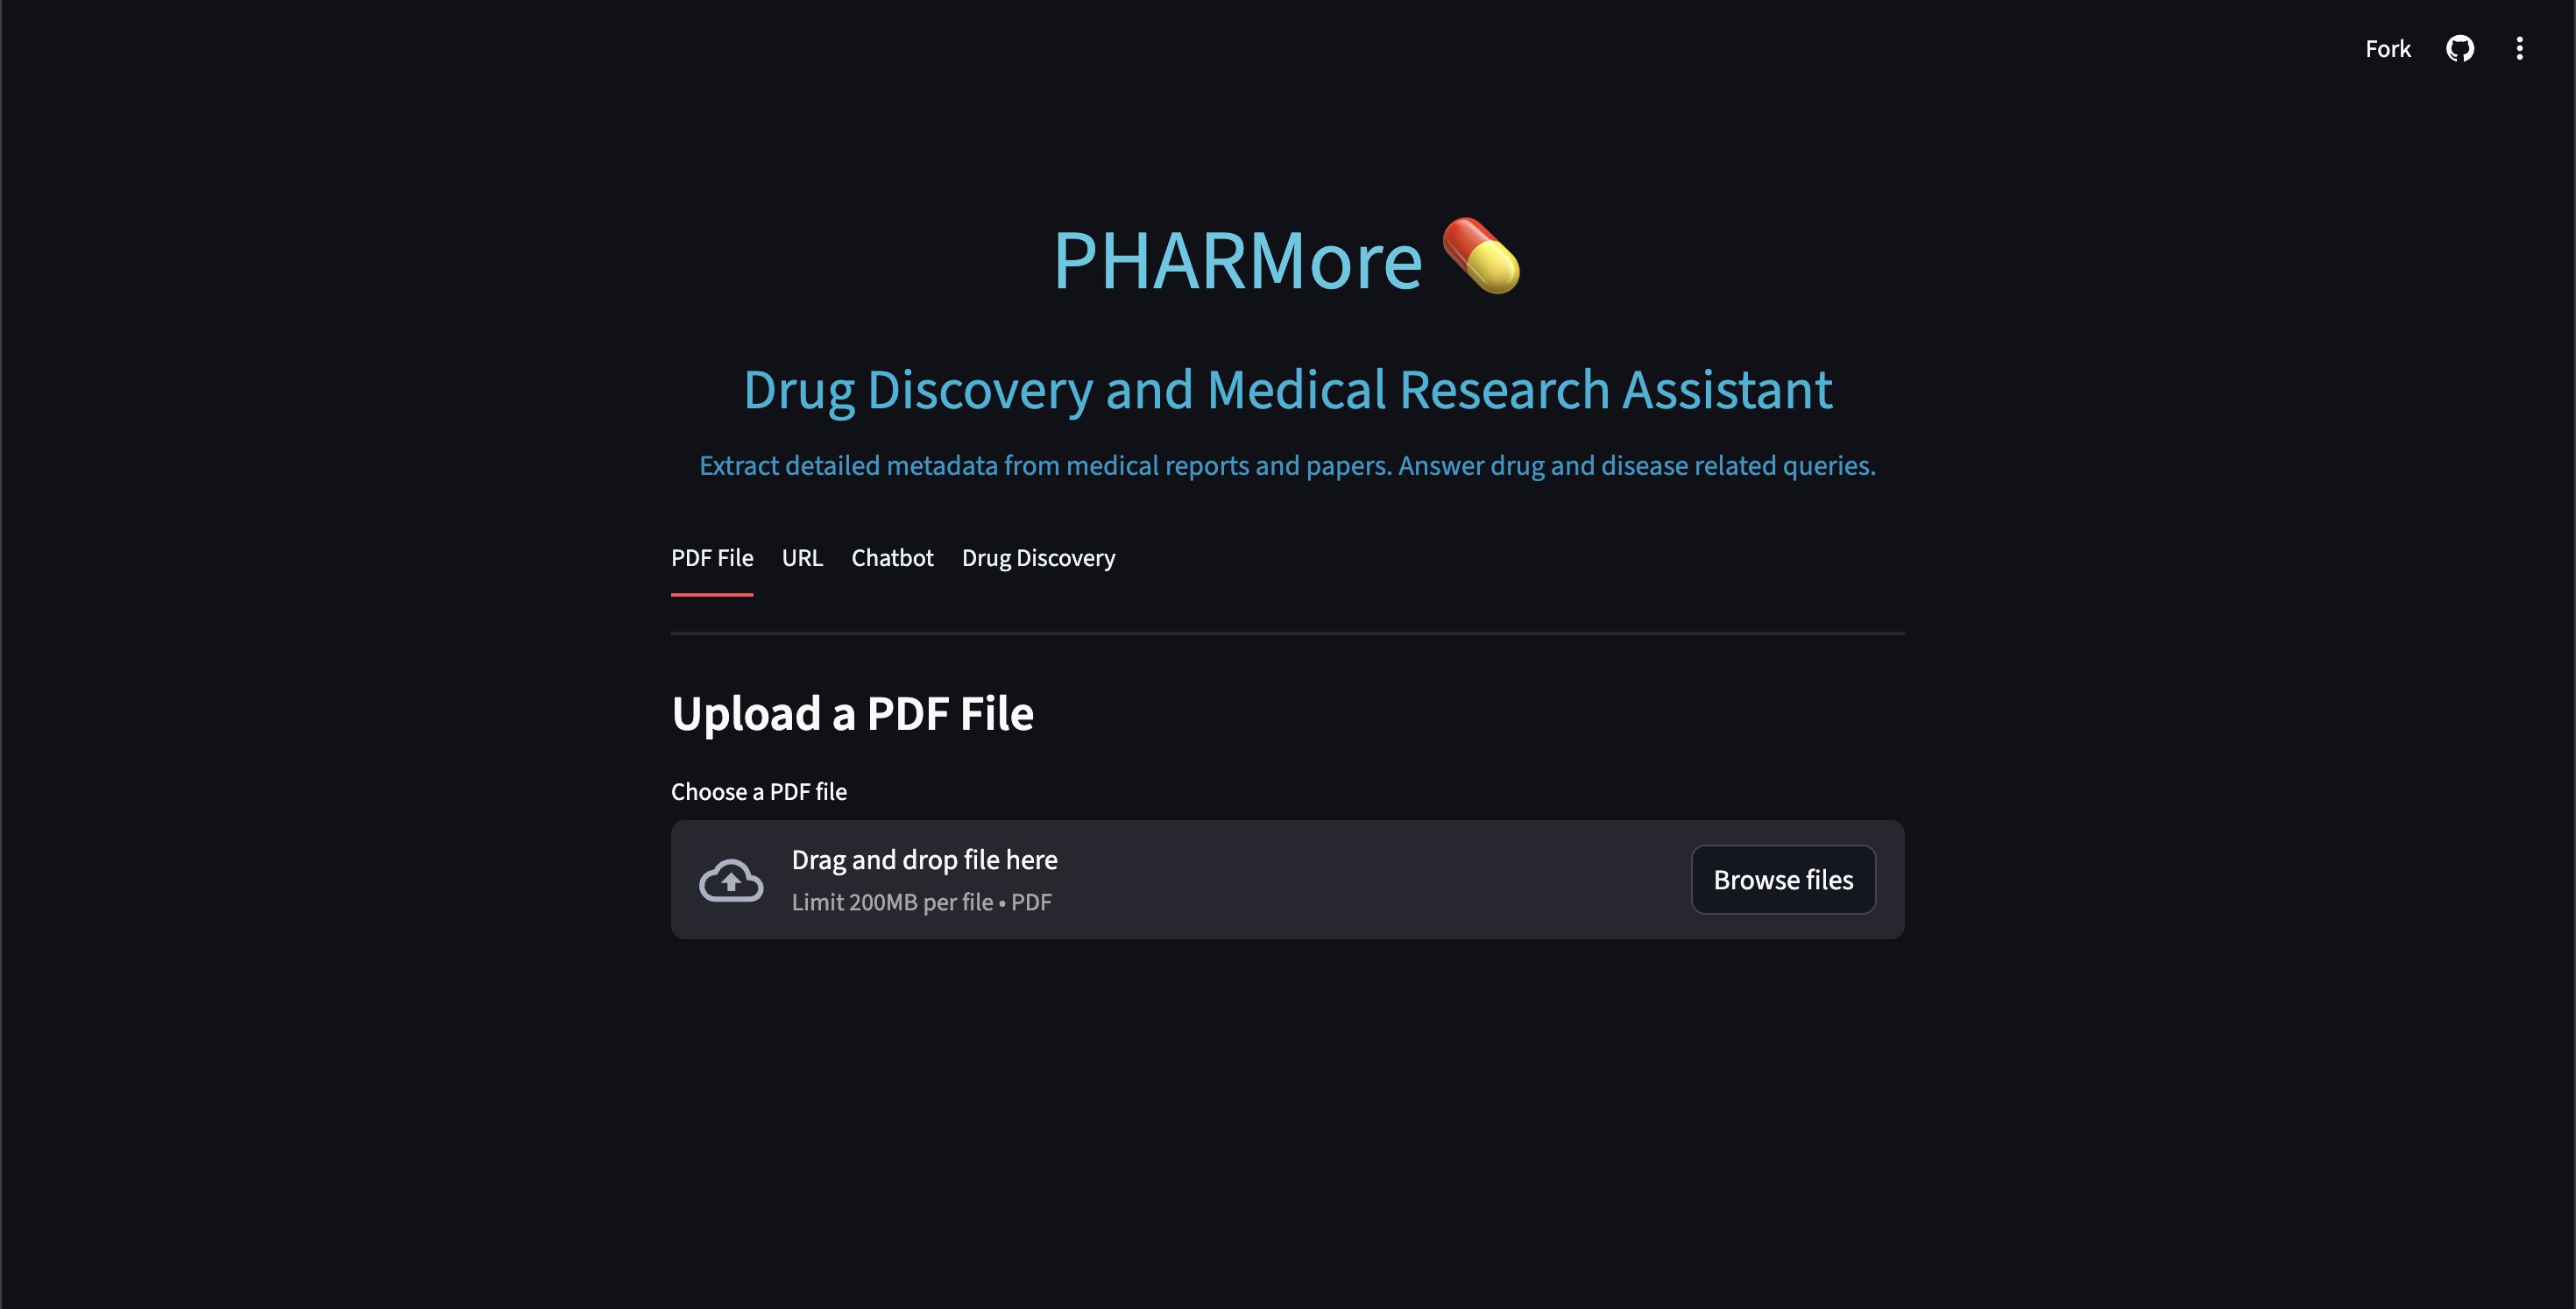 Fork
PHARMore
Drug Discovery and Medical Research Assistant
Extract detailed metadata from medical reports and papers. Answer drug and disease related queries.
PDF File URL Chatbot Drug Discovery
Upload a PDF File
Choose a PDF file
Drag and drop file here
Limit 200MB per file • PDF
Browse files